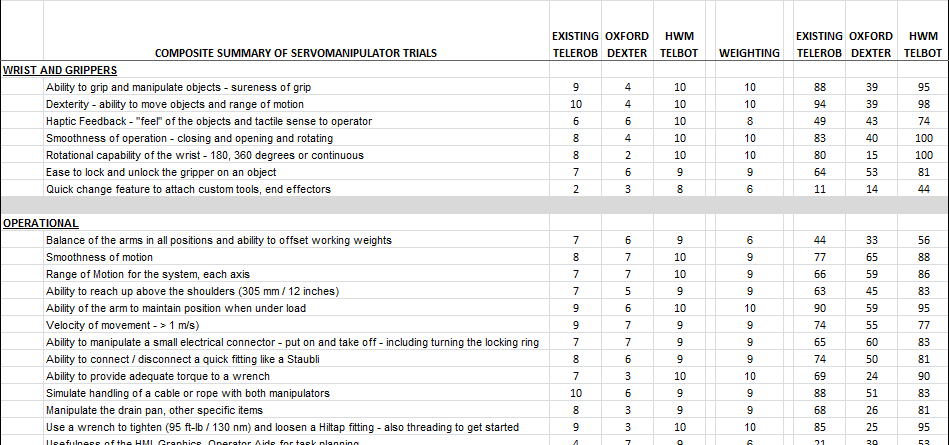 EXISTING OXFORD HWM EXISTING OXFORD HWM
COMPOSITE SUMMARY OF SERVOMANIPULATOR TRIALS TELEROB DEXTER TELBOT WEIGHTING TELEROB DEXTER TELBOT
WRIST AND GRIPPERS
Ability to grip and manipulate objects - sureness of grip 9 4 10 10 88 39 95
Dexterity - ability to move objects and range of motion 10 4 10 10 94 39 98
Haptic Feedback - "feel" of the objects and tactile sense to operator 6 6 10 8 49 43 74
Smoothness of operation - closing and opening and rotating 8 4 10 10 83 40 100
Rotational capability of the wrist - 180, 360 degrees or continuous 8 2 10 10 80 15 100
Ease to lock and unlock the gripper on an object 7 6 9 9 64 53 81
Quick change feature to attach custom tools, end effectors 2 3 8 6 11 14 44
OPERATIONAL
Balance of the arms in all positions and ability to offset working weights 7 6 9 6 44 33 56
Smoothness of motion 8 7 10 9 77 65 88
Range of Motion for the system, each axis 7 7 10 9 66 59 86
Ability to reach up above the shoulders (305 mm / 12 inches) 7 5 9 9 63 45 83
Ability of the arm to maintain position when under load 9 6 10 10 90 59 95
Velocity of movement - > 1 m/s) 9 7 9 9 74 55 77
Ability to manipulate a small electrical connector - put on and take off - including turning the locking ring 7 7 9 9 65 60 83
Ability to connect / disconnect a quick fitting like a Staubli 8 6 9 9 74 50 81
Ability to provide adequate torque to a wrench 7 3 10 10 69 24 90
Simulate handling of a cable or rope with both manipulators 10 6 9 9 88 51 83
Manipulate the drain pan, other specific items 8 3 9 9 68 26 81
Use a wrench to tighten (95 ft-lb / 130 nm) and loosen a Hiltap fitting - also threading to get started 9 3 10 10 85 25 95
Usefulness of the HMI Graphics, Operator Aids for task planning 4 7 9 6 21 39 53